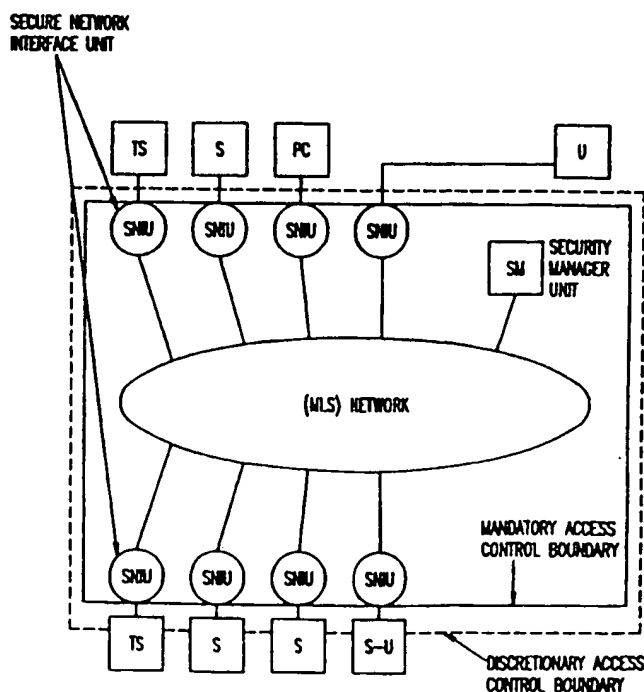 SECURE NETWORK
INTERFACE UNIT
TS
S
PC
U
SNIU
SNIU
SNIU
SNIU
SM
SECURITY
MANAGER
UNIT
(MLS) NETWORK
MANDATORY ACCESS
CONTROL BOUNDARY
SNIU
SNIU
SNIU
SNIU
TS
S
S
S-U
DISCRETIONARY ACCESS
CONTROL BOUNDARY